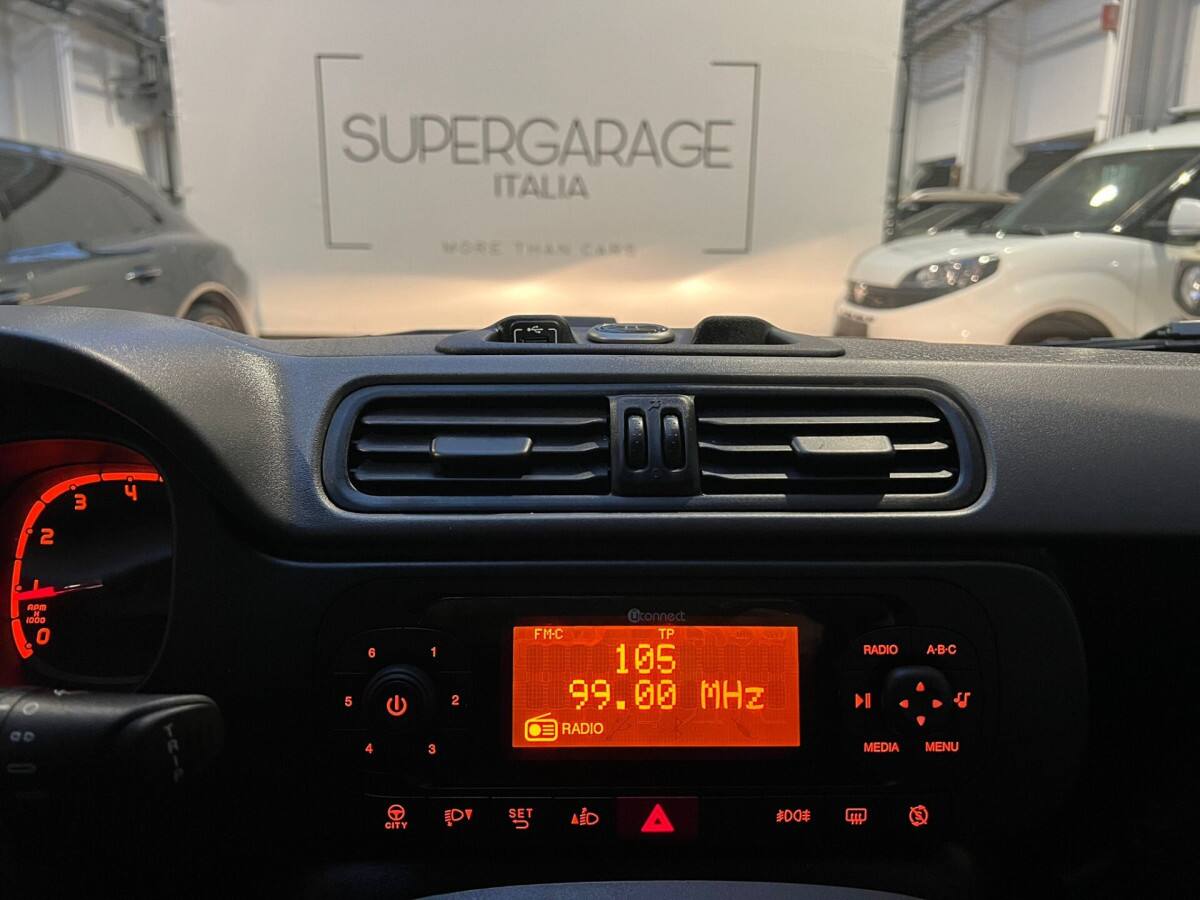 SUPERGARAGE
ITALIA
MORE THAN CARS
4
3
2
1
RPM
X
1000
0
Uconnect
FM-C TP
105
99.00 MHz
RADIO
6 1
5 2
4 3
RADIO A·B·C
MEDIA MENU
TRIP
CITY
SET